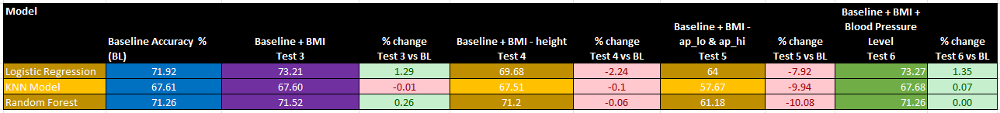 Model
Baseline Accuracy % (BL)
Baseline + BMI Test 3
% change Test 3 vs BL
Baseline + BMI - height Test 4
% change Test 4 vs BL
Baseline + BMI - ap_lo & ap_hi Test 5
% change Test 5 vs BL
Baseline + BMI + Blood Pressure Level Test 6
% change Test 6 vs BL
Logistic Regression 71.92 73.21 1.29 69.68 -2.24 64 -7.92 73.27 1.35
KNN Model 67.61 67.60 -0.01 67.51 -0.1 57.67 -9.94 67.68 0.07
Random Forest 71.26 71.52 0.26 71.2 -0.06 61.18 -10.08 71.26 0.00